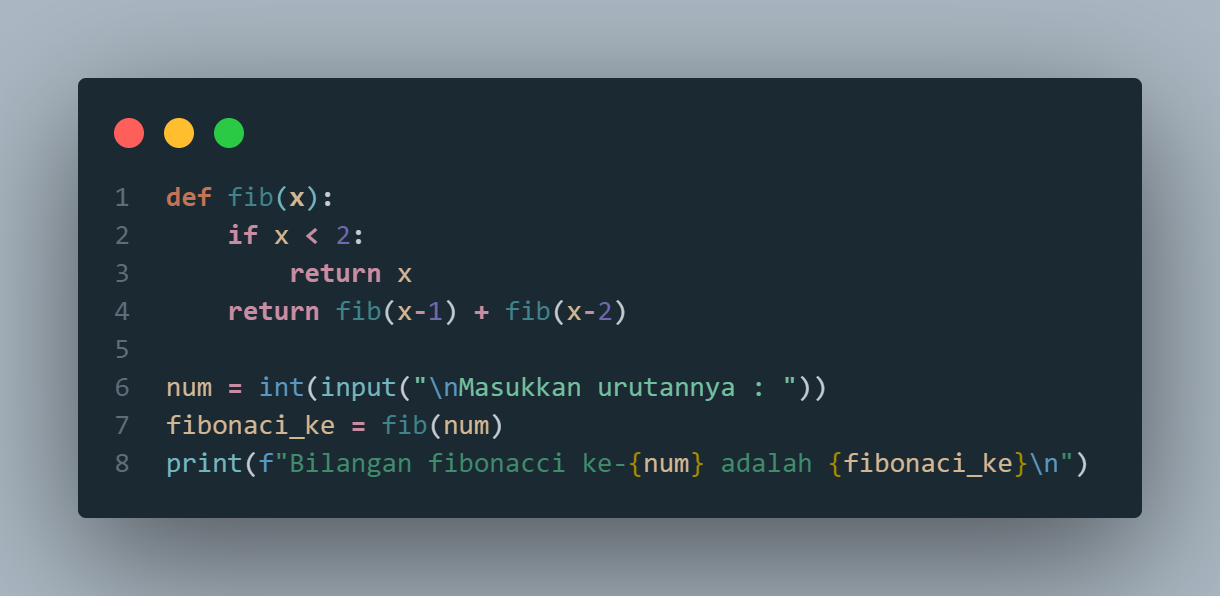 1 def fib(x):
2     if x < 2:
3         return x
4     return fib(x-1) + fib(x-2)
5
6 num = int(input("\nMasukkan urutannya : "))
7 fibonaci_ke = fib(num)
8 print(f"Bilangan fibonacci ke-{num} adalah {fibonaci_ke}\n")